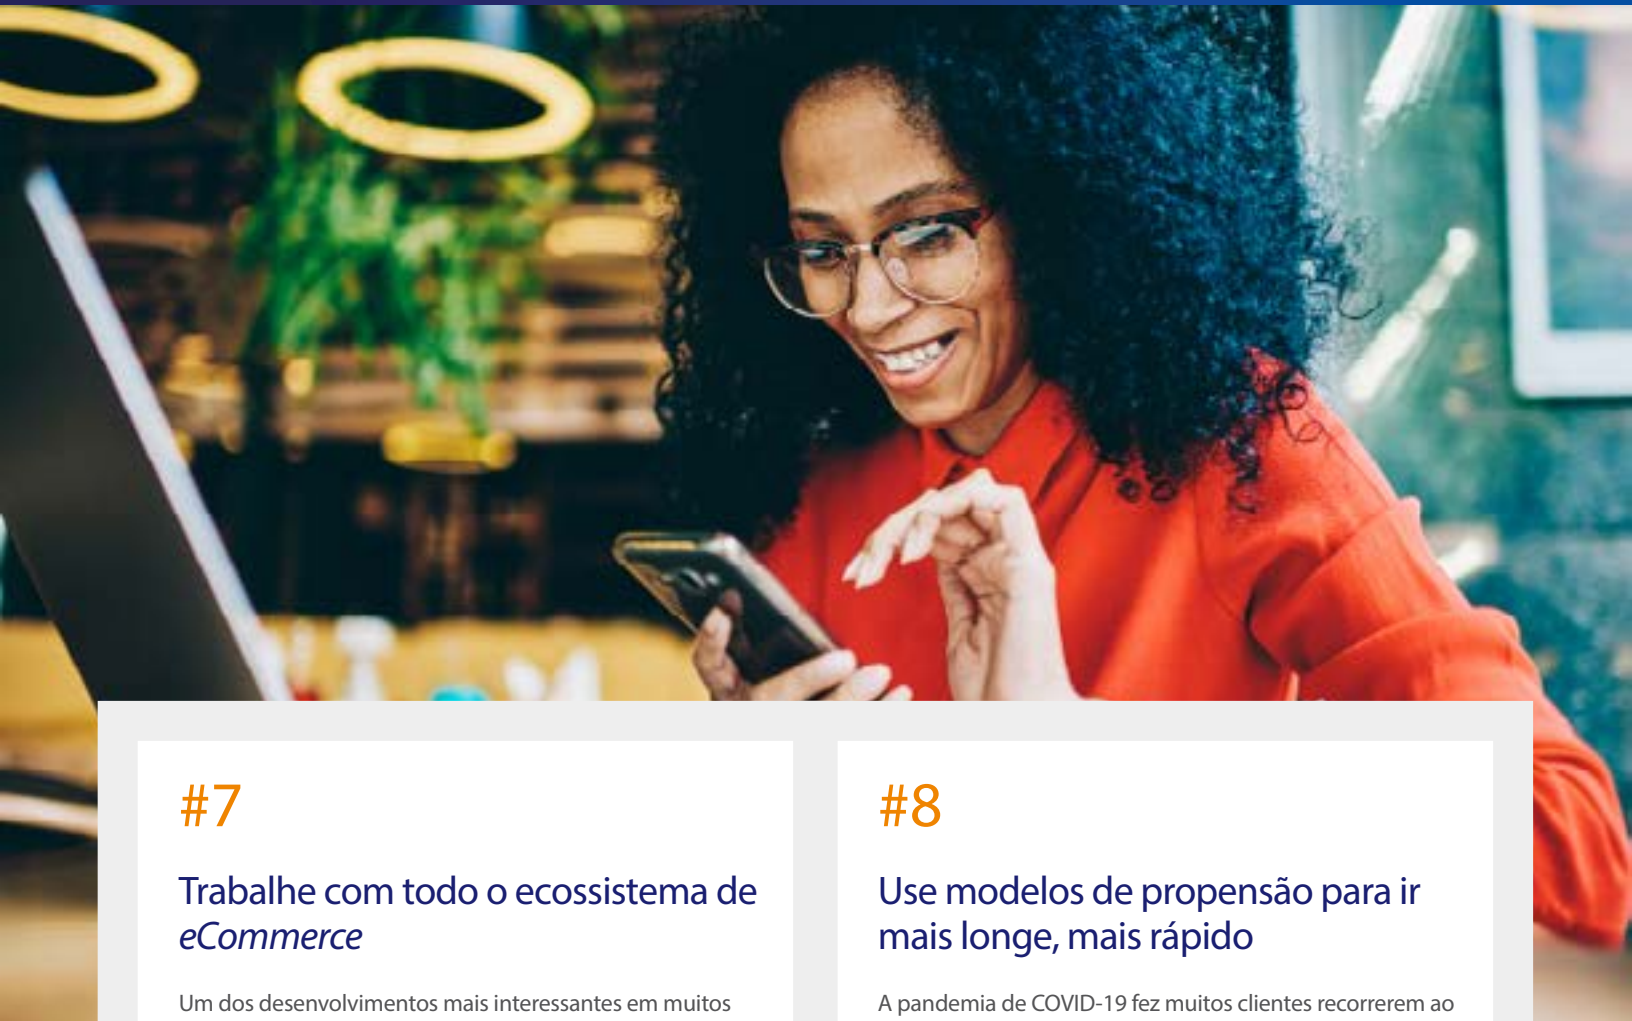 #7
Trabalhe com todo o ecossistema de
eCommerce
Um dos desenvolvimentos mais interessantes em muitos
#8
Use modelos de propensão para ir
mais longe, mais rápido
A pandemia de COVID-19 fez muitos clientes recorrerem ao